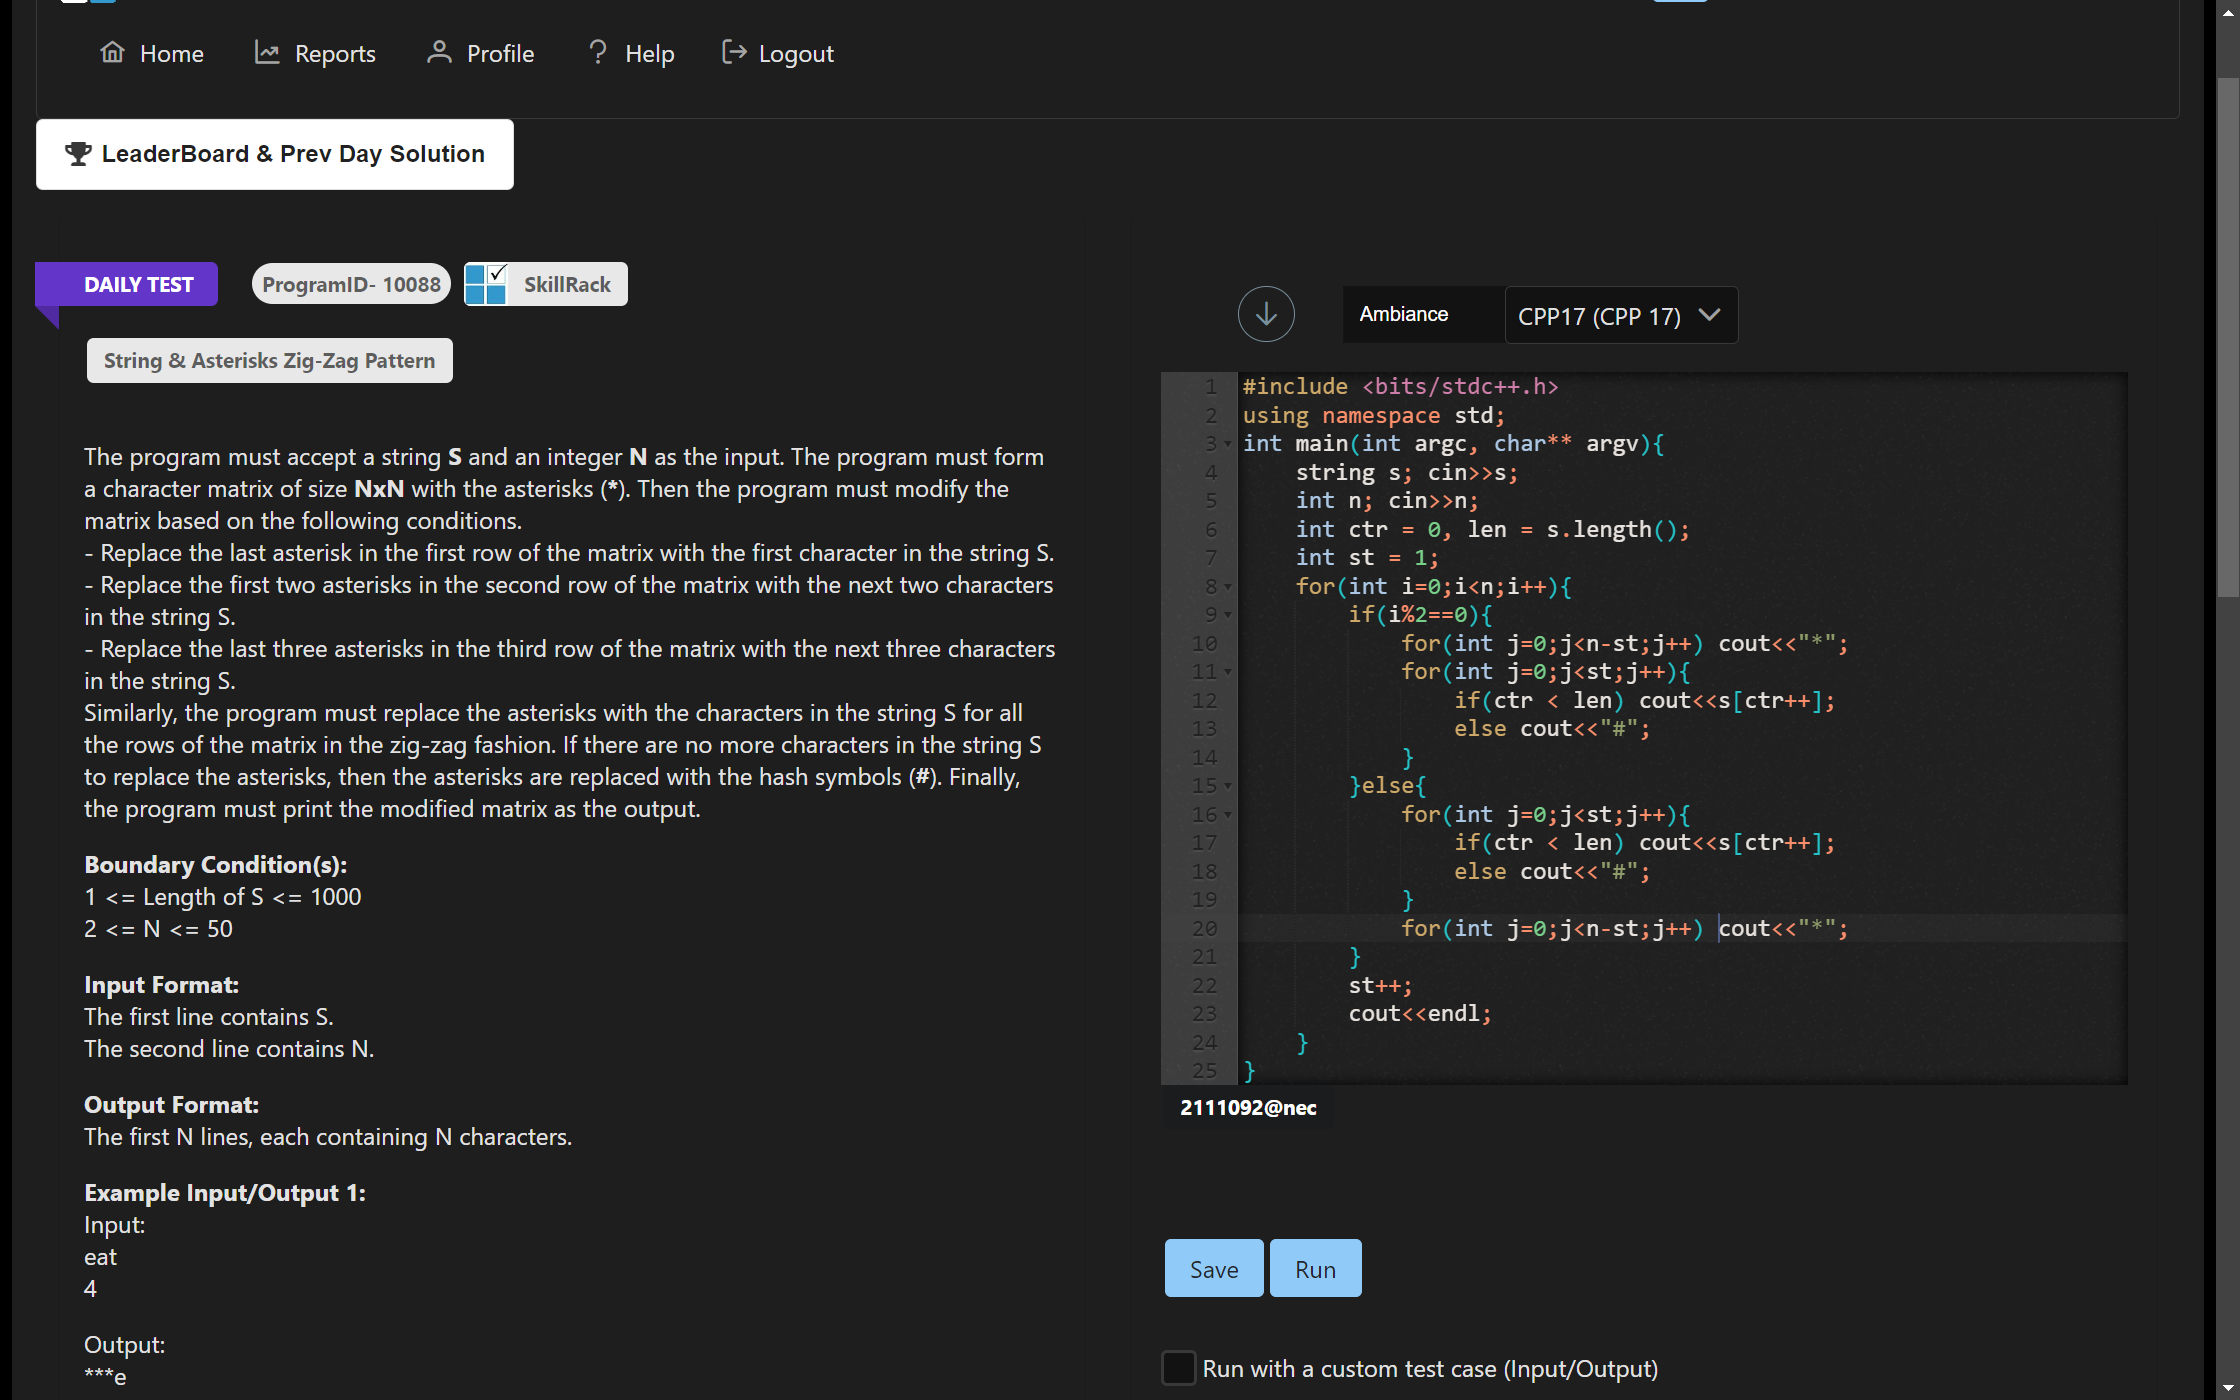 Home Reports Profile Help Logout
LeaderBoard & Prev Day Solution
DAILY TEST ProgramID- 10088 SkillRack
String & Asterisks Zig-Zag Pattern
The program must accept a string S and an integer N as the input. The program must form
a character matrix of size NxN with the asterisks (*). Then the program must modify the
matrix based on the following conditions.
- Replace the last asterisk in the first row of the matrix with the first character in the string S.
- Replace the first two asterisks in the second row of the matrix with the next two characters
in the string S.
- Replace the last three asterisks in the third row of the matrix with the next three characters
in the string S.
Similarly, the program must replace the asterisks with the characters in the string S for all
the rows of the matrix in the zig-zag fashion. If there are no more characters in the string S
to replace the asterisks, then the asterisks are replaced with the hash symbols (#). Finally,
the program must print the modified matrix as the output.
Boundary Condition(s):
1 <= Length of S <= 1000
2 <= N <= 50
Input Format:
The first line contains S.
The second line contains N.
Output Format:
The first N lines, each containing N characters.
Example Input/Output 1:
Input:
eat
4
Output:
***e
Ambiance CPP17 (CPP 17)
1 #include <bits/stdc++.h>
2 using namespace std;
3 int main(int argc, char** argv){
4 string s; cin>>s;
5 int n; cin>>n;
6 int ctr = 0, len = s.length();
7 int st = 1;
8 for(int i=0;i<n;i++){
9 if(i%2==0){
10 for(int j=0;j<n-st;j++) cout<<"*";
11 for(int j=0;j<st;j++){
12 if(ctr < len) cout<<s[ctr++];
13 else cout<<"#";
14 }
15 }else{
16 for(int j=0;j<st;j++){
17 if(ctr < len) cout<<s[ctr++];
18 else cout<<"#";
19 }
20 for(int j=0;j<n-st;j++) cout<<"*";
21 }
22 st++;
23 cout<<endl;
24 }
25 }
2111092@nec
Save Run
Run with a custom test case (Input/Output)